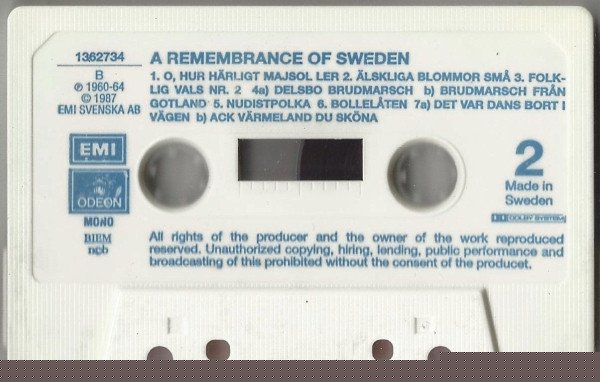 1362734
A REMEMBRANCE OF SWEDEN
B
℗ 1960-64
© 1987
EMI SVENSKA AB
1. O, HUR HÄRLIGT MAJSOL LER 2. ÄLSKLIGA BLOMMOR SMÅ 3. FOLK-
LIG VALS NR. 2 4a) DELSBO BRUDMARSCH b) BRUDMARSCH FRÅN
GOTLAND 5. NUDISTPOLKA 6. BOLLELÅTEN 7a) DET VAR DANS BORT I
VÄGEN b) ACK VÄRMELAND DU SKÖNA
EMI
ODEON
MONO
BIEM
ncb
2
Made in
Sweden
DOLBY SYSTEM
All rights of the producer and the owner of the work reproduced
reserved. Unauthorized copying, hiring, lending, public performance and
broadcasting of this prohibited without the consent of the producet.